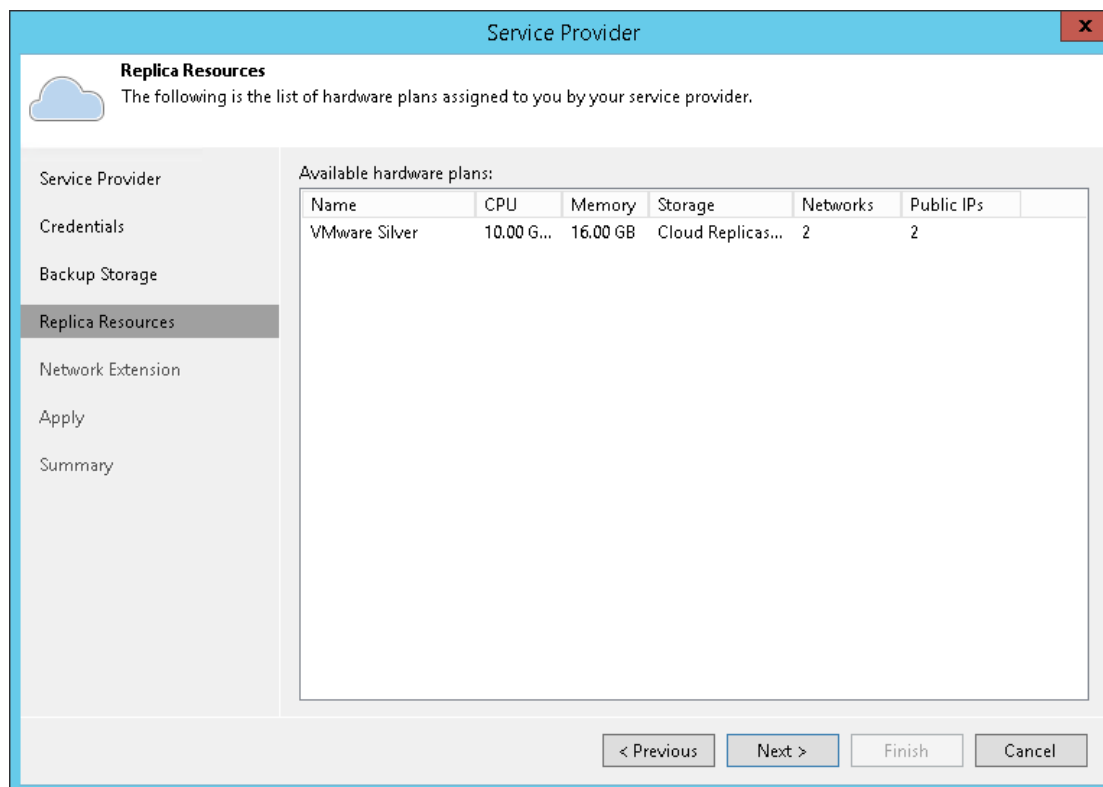 Service Provider
x
Replica Resources
The following is the list of hardware plans assigned to you by your service provider.
Service Provider
Credentials
Backup Storage
Replica Resources
Network Extension
Apply
Summary
Available hardware plans:
Name CPU Memory Storage Networks Public IPs
VMware Silver 10.00 G... 16.00 GB Cloud Replicas... 2 2
< Previous Next > Finish Cancel